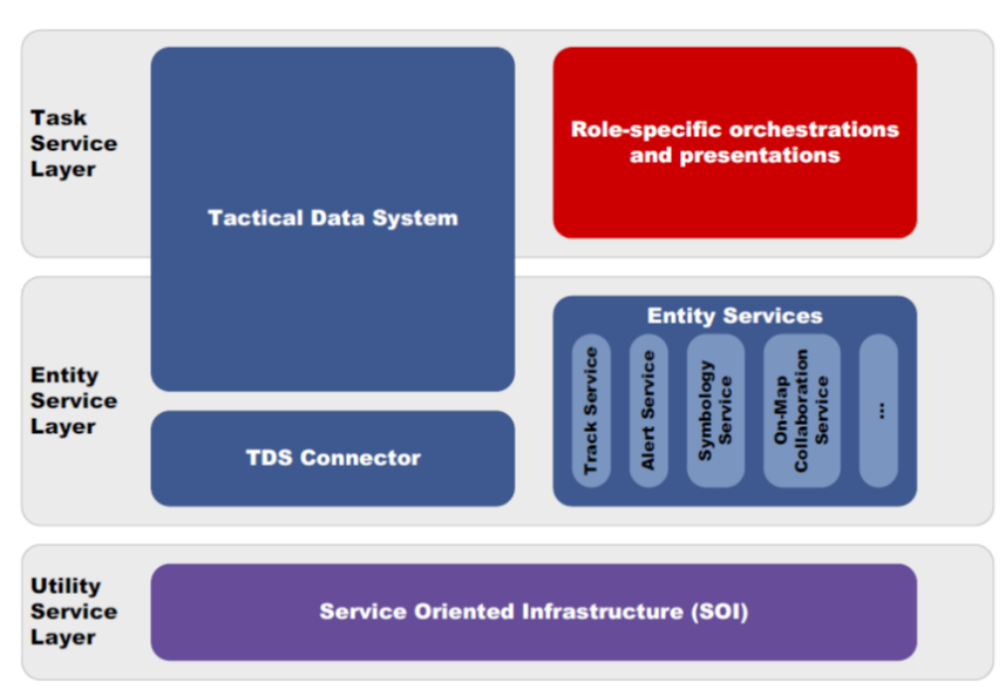 Task
Service
Layer
Tactical Data System
Role-specific orchestrations
and presentations
Entity
Service
Layer
TDS Connector
Entity Services
Track Service
Alert Service
Symbology
Service
On-Map
Collaboration
Service
...
Utility
Service
Layer
Service Oriented Infrastructure (SOI)